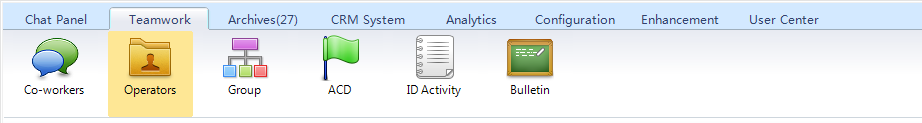 Chat Panel Teamwork Archives(27) CRM System Analytics Configuration Enhancement User Center
Co-workers Operators Group ACD ID Activity Bulletin